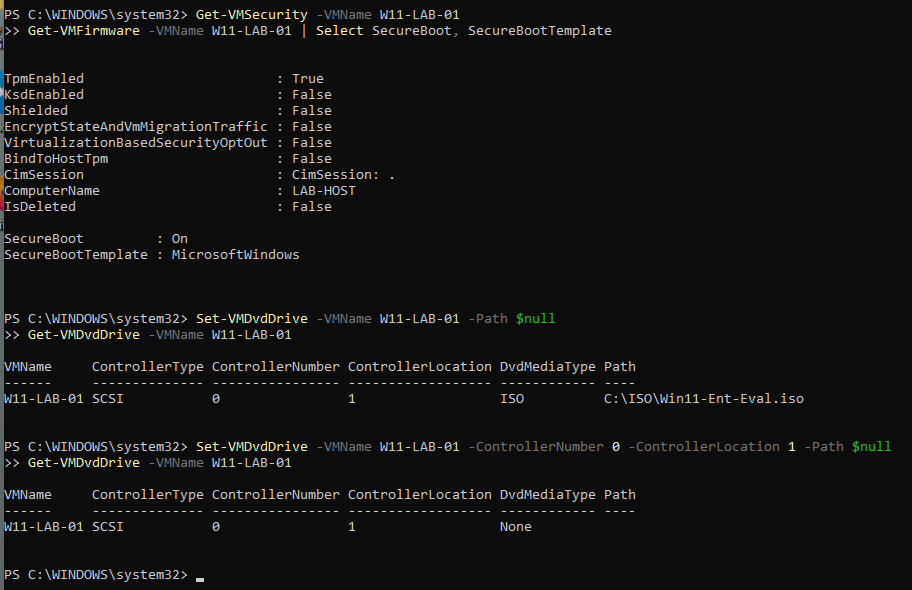 PS C:\WINDOWS\system32> Get-VMSecurity -VMName W11-LAB-01
>> Get-VMFirmware -VMName W11-LAB-01 | Select SecureBoot, SecureBootTemplate
TpmEnabled : True
KsdEnabled : False
Shielded : False
EncryptStateAndVmMigrationTraffic : False
VirtualizationBasedSecurityOptOut : False
BindToHostTpm : False
CimSession : CimSession: .
ComputerName : LAB-HOST
IsDeleted : False
SecureBoot : On
SecureBootTemplate : MicrosoftWindows
PS C:\WINDOWS\system32> Set-VMDvdDrive -VMName W11-LAB-01 -Path $null
>> Get-VMDvdDrive -VMName W11-LAB-01
VMName ControllerType ControllerNumber ControllerLocation DvdMediaType Path
------ -------------- ---------------- ------------------ ------------ ----
W11-LAB-01 SCSI 0 1 ISO C:\ISO\Win11-Ent-Eval.iso
PS C:\WINDOWS\system32> Set-VMDvdDrive -VMName W11-LAB-01 -ControllerNumber 0 -ControllerLocation 1 -Path $null
>> Get-VMDvdDrive -VMName W11-LAB-01
VMName ControllerType ControllerNumber ControllerLocation DvdMediaType Path
------ -------------- ---------------- ------------------ ------------ ----
W11-LAB-01 SCSI 0 1 None
PS C:\WINDOWS\system32>